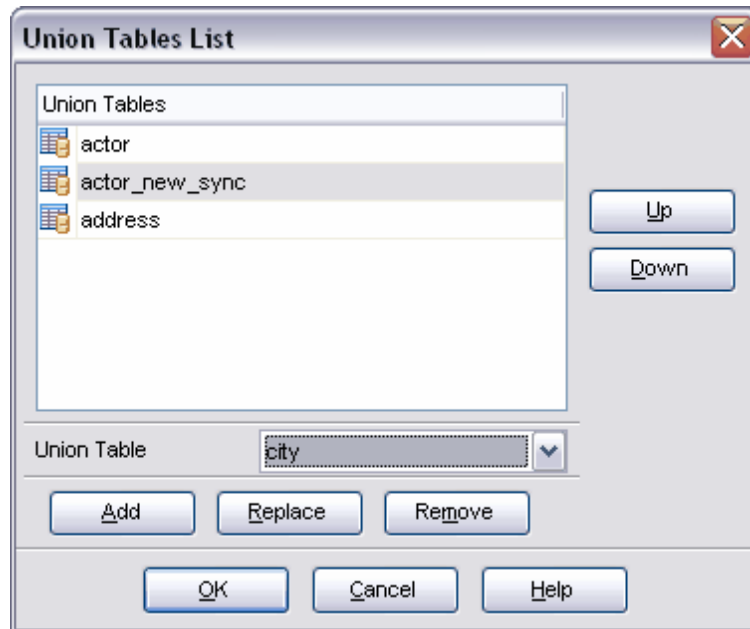 Union Tables List
Union Tables
actor
actor_new_sync
address
Up
Down
Union Table city
Add Replace Remove
OK Cancel Help